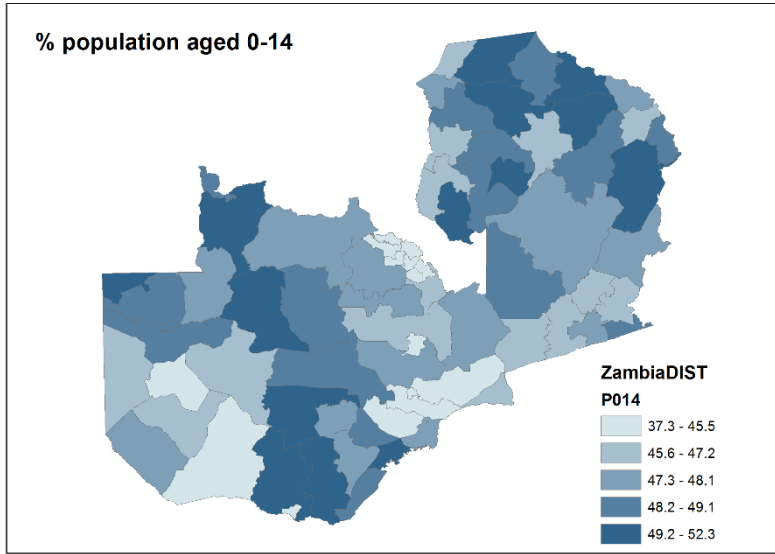 % population aged 0-14
ZambiaDIST
P014
37.3 - 45.5
45.6 - 47.2
47.3 - 48.1
48.2 - 49.1
49.2 - 52.3